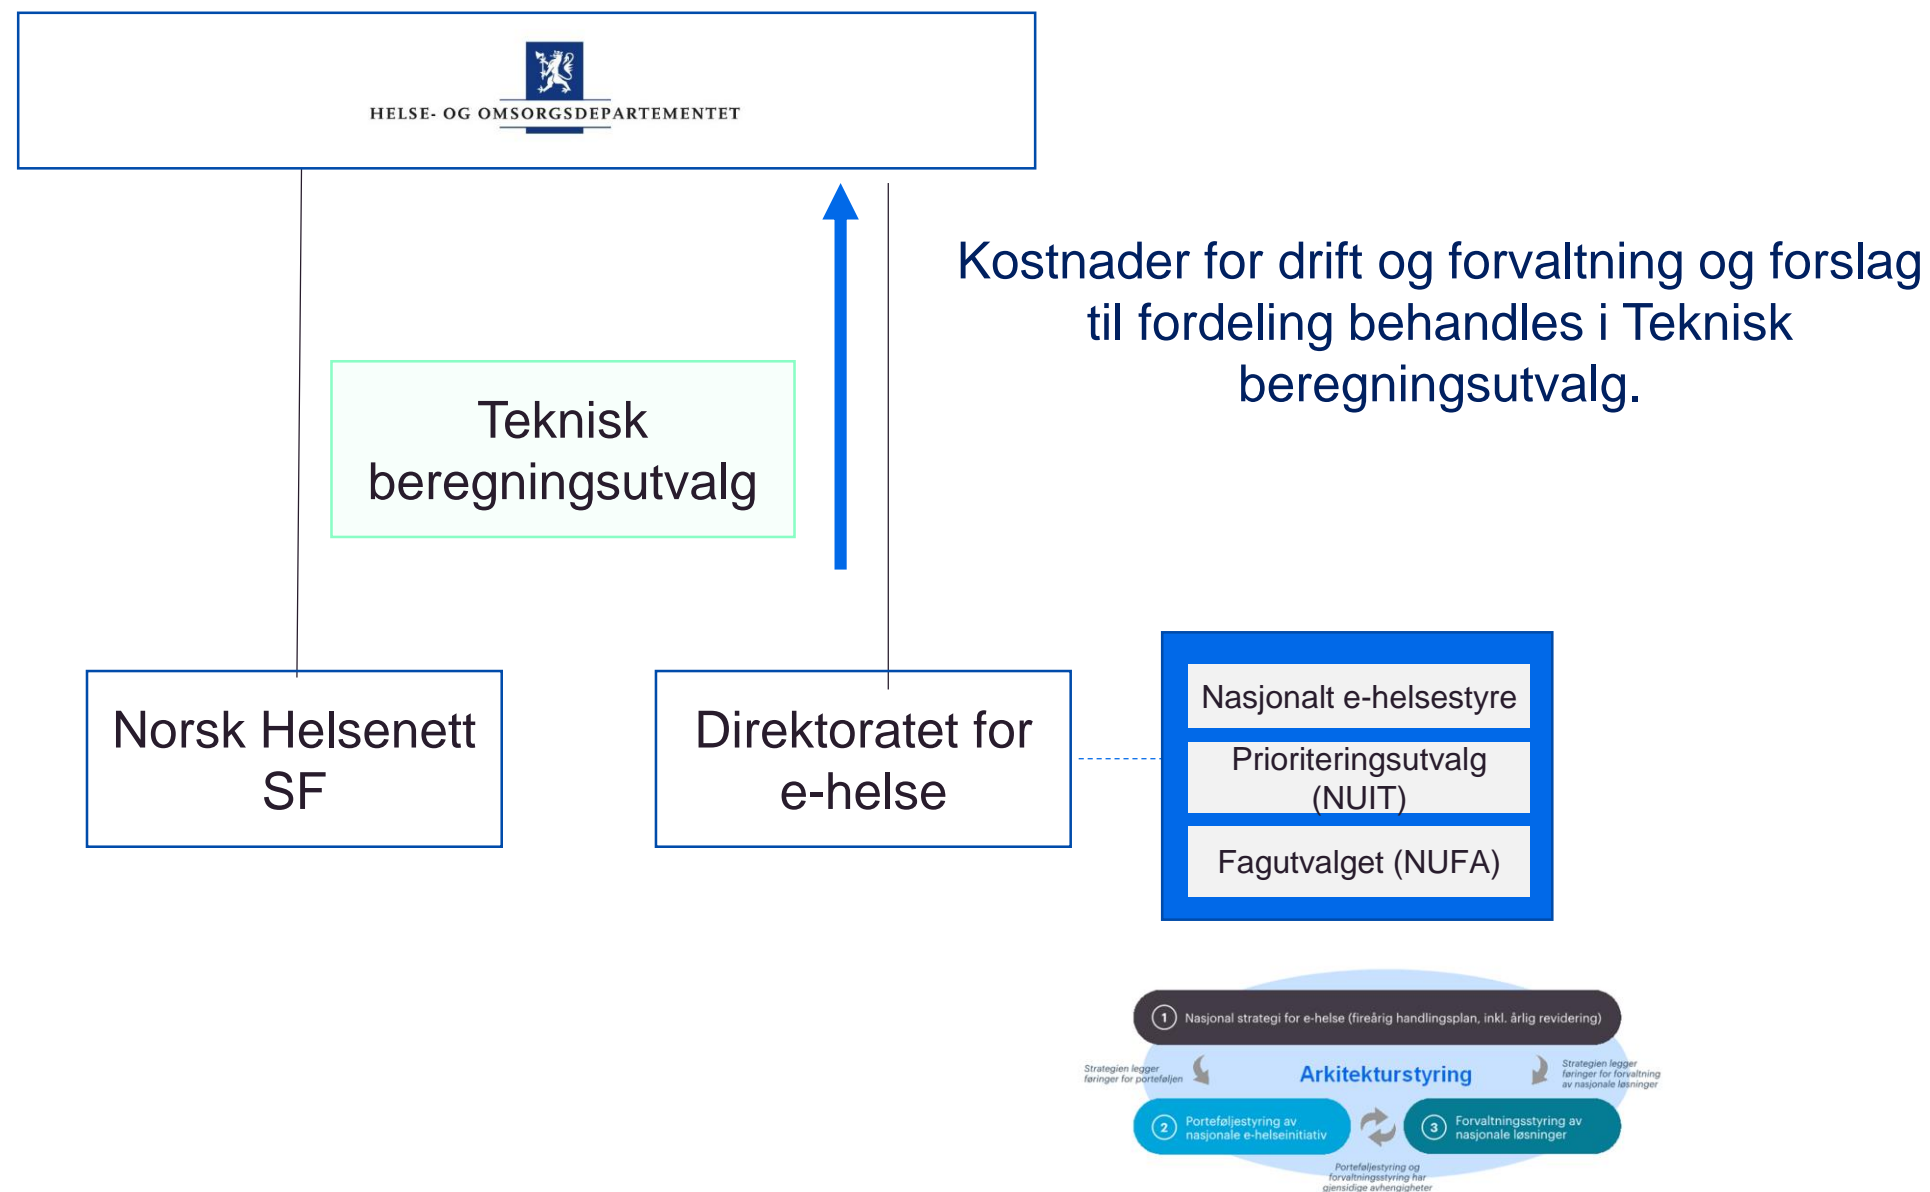 HELSE- OG OMSORGSDEPARTEMENTET
Kostnader for drift og forvaltning og forslag
til fordeling behandles i Teknisk
beregningsutvalg.
Teknisk
beregningsutvalg
Norsk Helsenett
SF
Direktoratet for
e-helse
Nasjonalt e-helsestyre
Prioriteringsutvalg
(NUIT)
Fagutvalget (NUFA)
1 Nasjonal strategi for e-helse (fireårig handlingsplan, inkl. årlig revidering)
Strategien legger
føringer for porteføljen
Arkitekturstyring
Strategien legger
føringer for forvaltning
av nasjonale løsninger
2 Porteføljestyring av
nasjonale e-helseinitiativ
3 Forvaltningsstyring av
nasjonale løsninger
Porteføljestyring og
forvaltningsstyring har
gjensidige avhengigheter